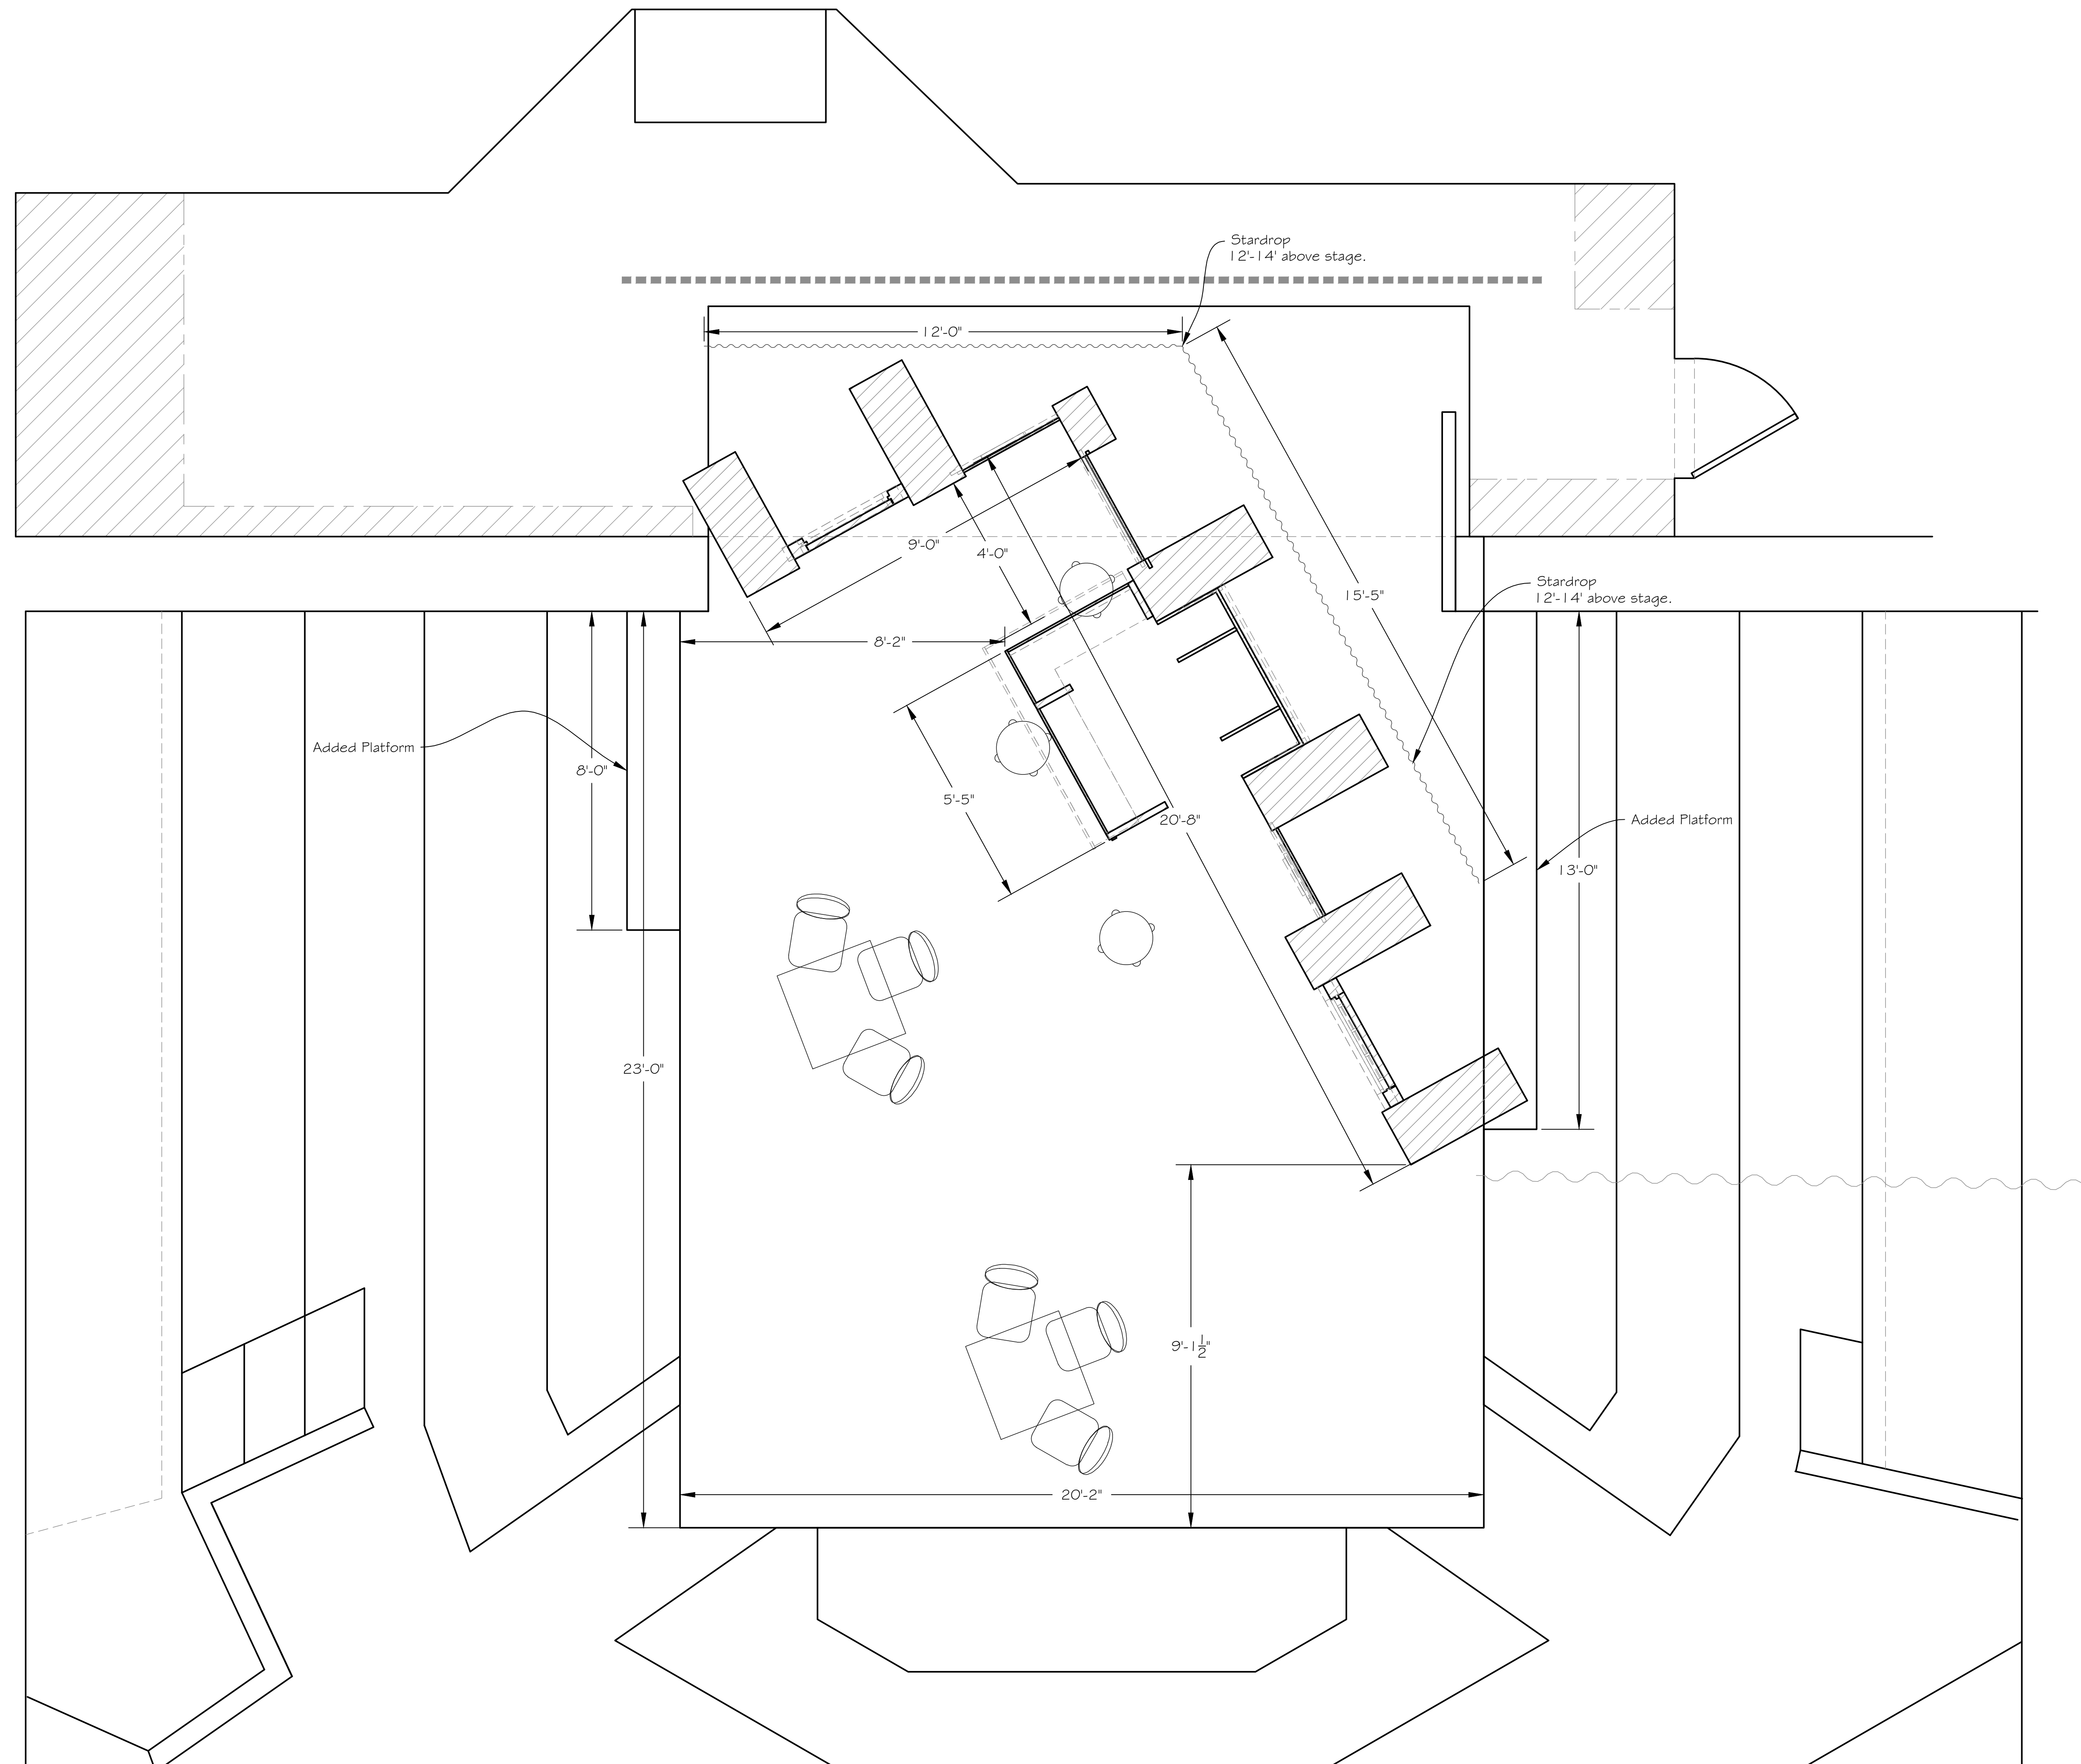 Stardrop
12'-14' above stage.
12'-0"
9'-0"
4'-0"
Stardrop
12'-14' above stage.
15'-5"
8'-2"
Added Platform
8'-0"
5'-5"
20'-8"
Added Platform
13'-0"
23'-0"
9'-1 1/2"
20'-2"